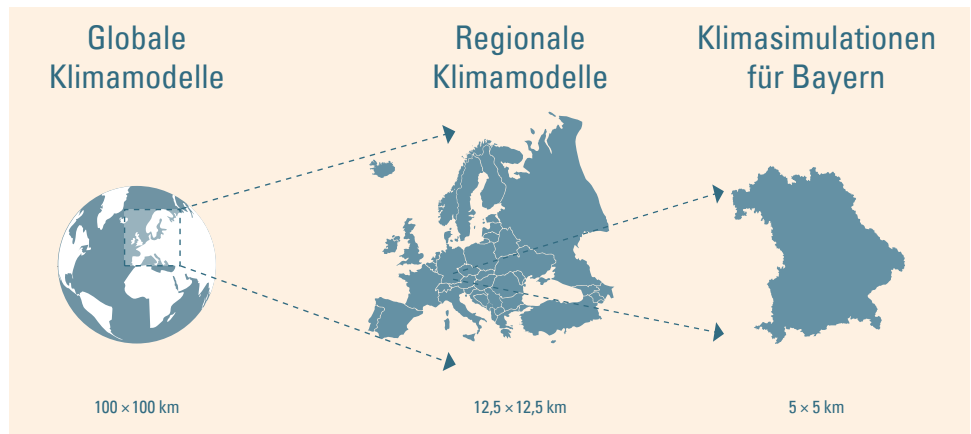 Globale
Klimamodelle
Regionale
Klimamodelle
Klimasimulationen
für Bayern
100 × 100 km
12,5 × 12,5 km
5 × 5 km